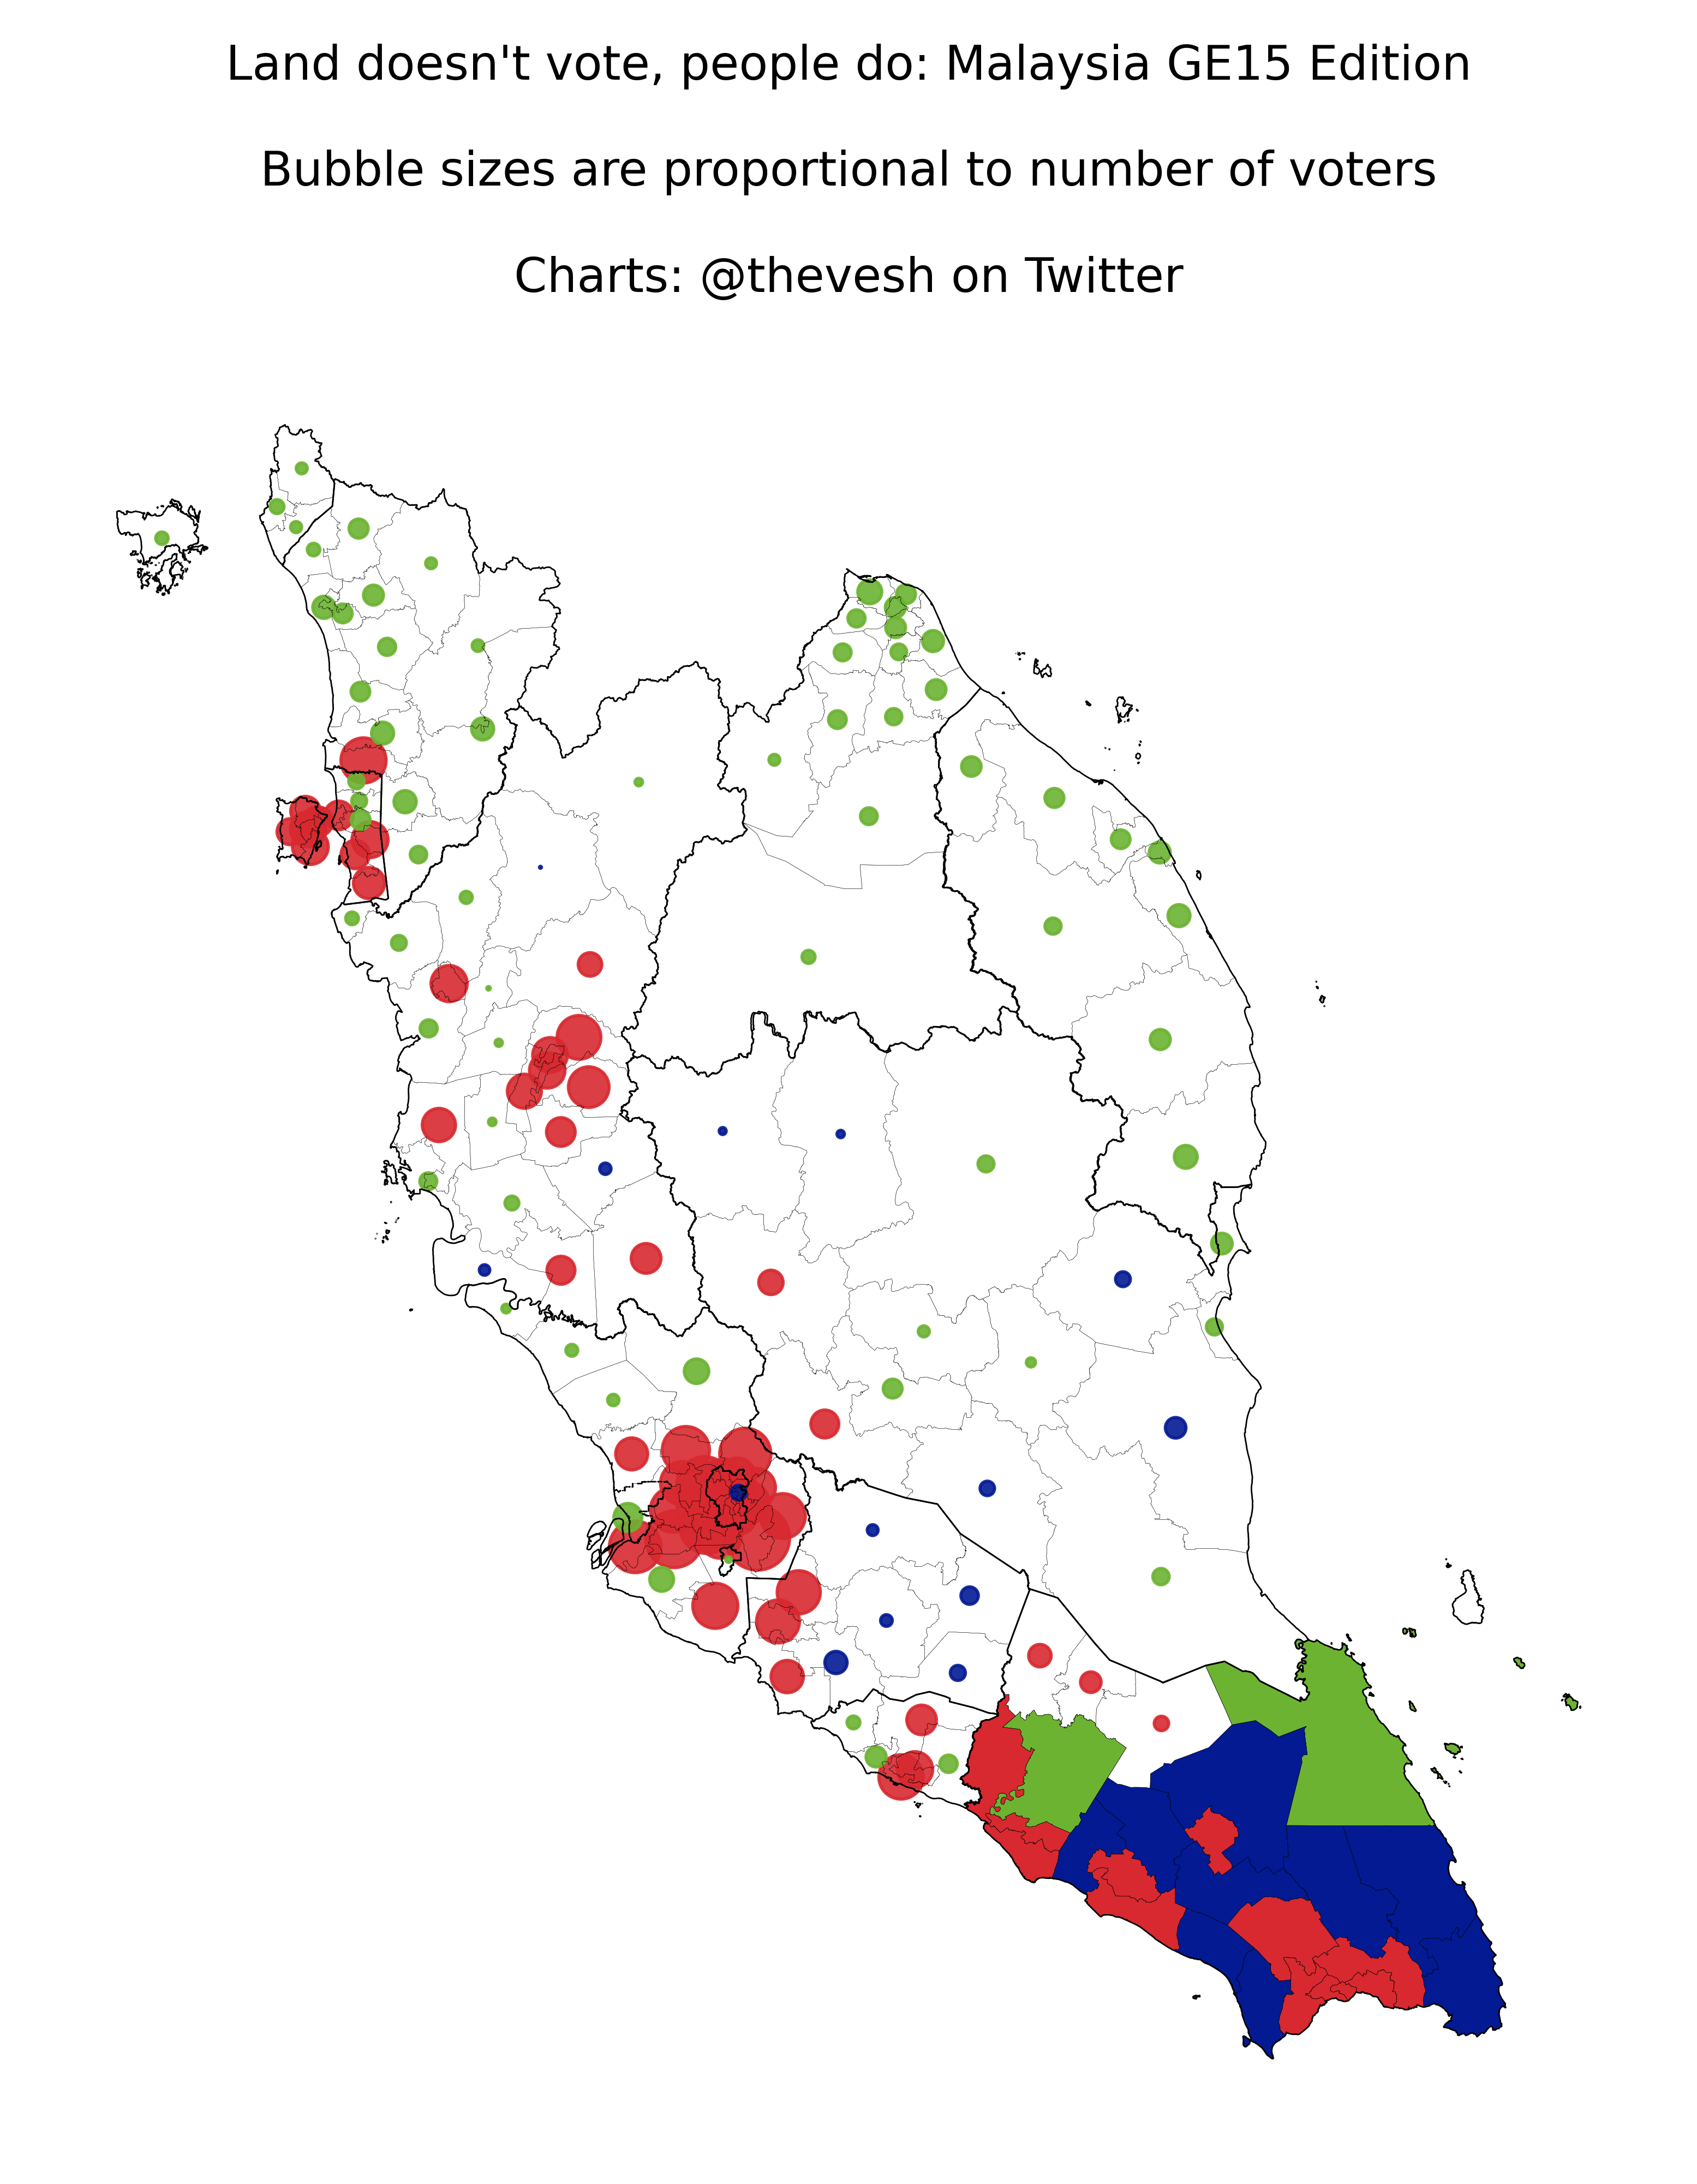 Land doesn't vote, people do: Malaysia GE15 Edition
Bubble sizes are proportional to number of voters
Charts: @thevesh on Twitter